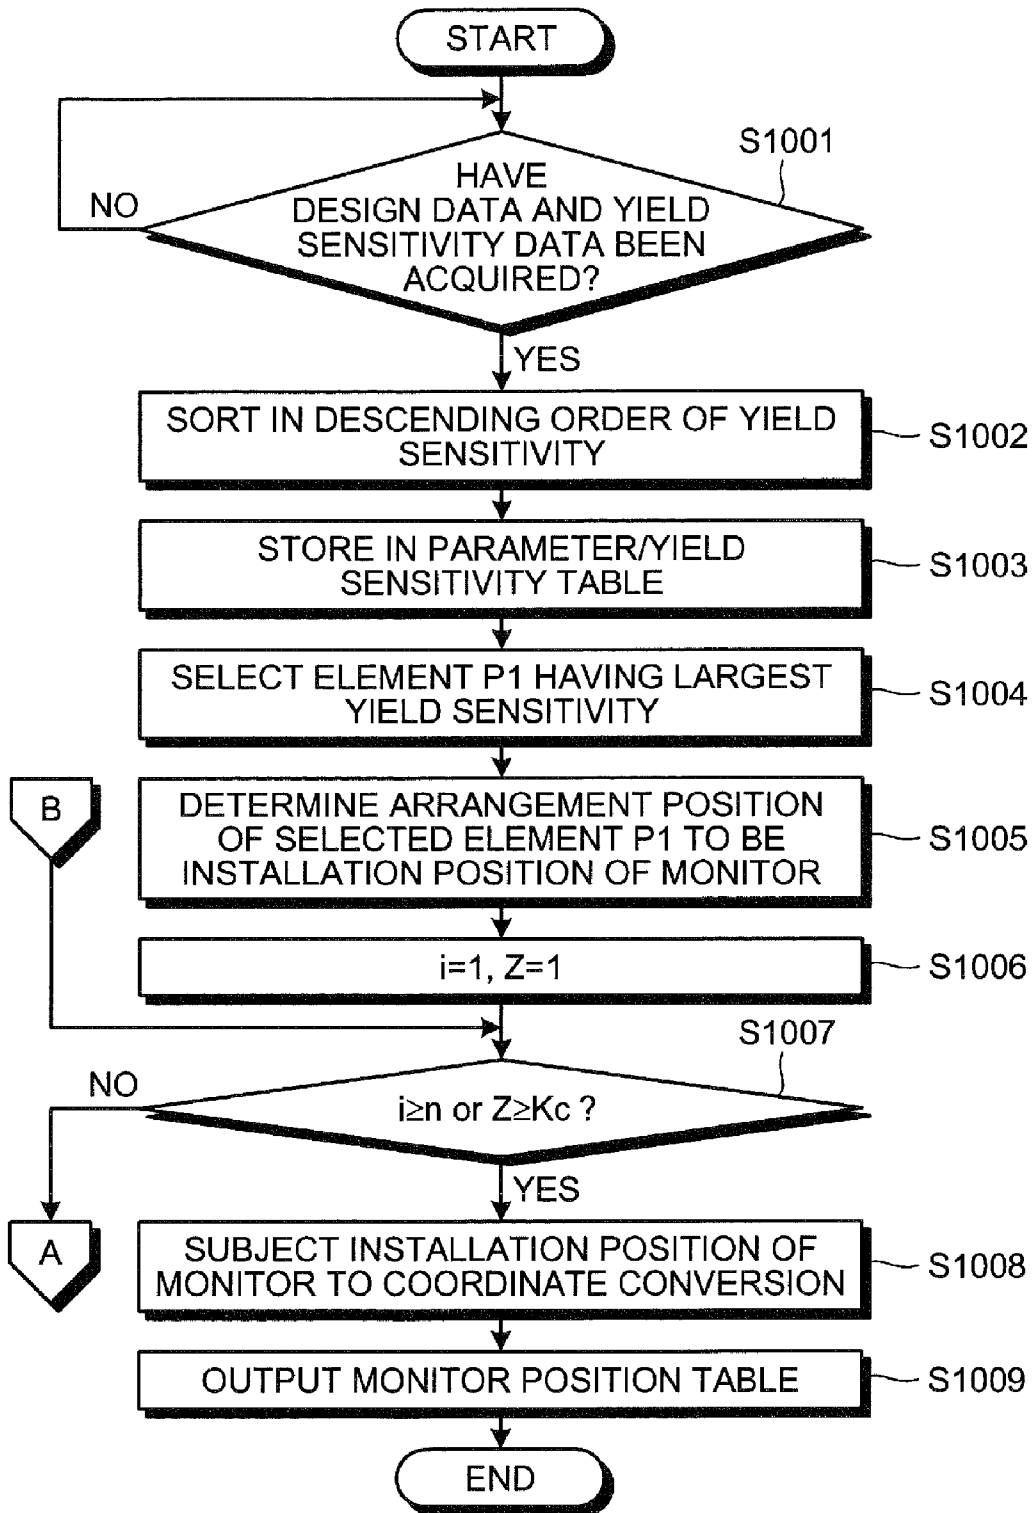 START
S1001
HAVE
DESIGN DATA AND YIELD
SENSITIVITY DATA BEEN
ACQUIRED?
NO
YES
SORT IN DESCENDING ORDER OF YIELD
SENSITIVITY
S1002
STORE IN PARAMETER/YIELD
SENSITIVITY TABLE
S1003
SELECT ELEMENT P1 HAVING LARGEST
YIELD SENSITIVITY
S1004
B
DETERMINE ARRANGEMENT POSITION
OF SELECTED ELEMENT P1 TO BE
INSTALLATION POSITION OF MONITOR
S1005
i=1, Z=1
S1006
S1007
NO
i≥n or Z≥Kc ?
YES
A
SUBJECT INSTALLATION POSITION OF
MONITOR TO COORDINATE CONVERSION
S1008
OUTPUT MONITOR POSITION TABLE
S1009
END